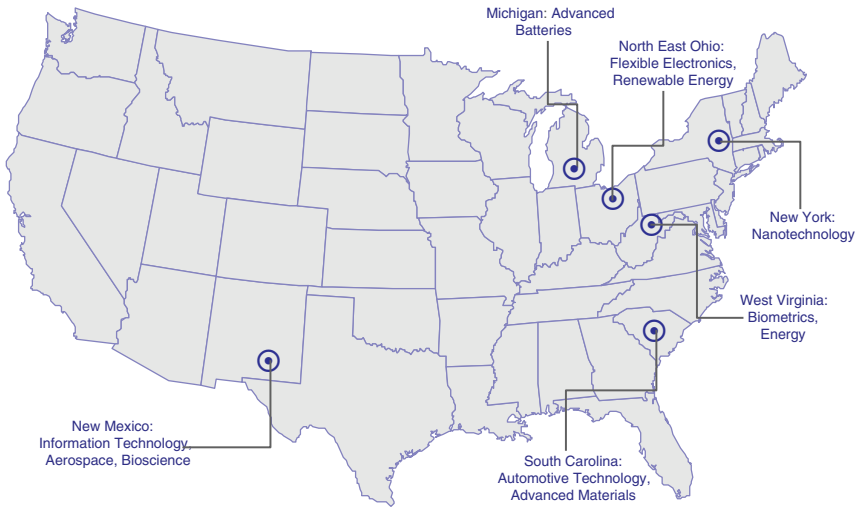 Michigan: Advanced
Batteries
North East Ohio:
Flexible Electronics,
Renewable Energy
New York:
Nanotechnology
West Virginia:
Biometrics,
Energy
New Mexico:
Information Technology,
Aerospace, Bioscience
South Carolina:
Automotive Technology,
Advanced Materials